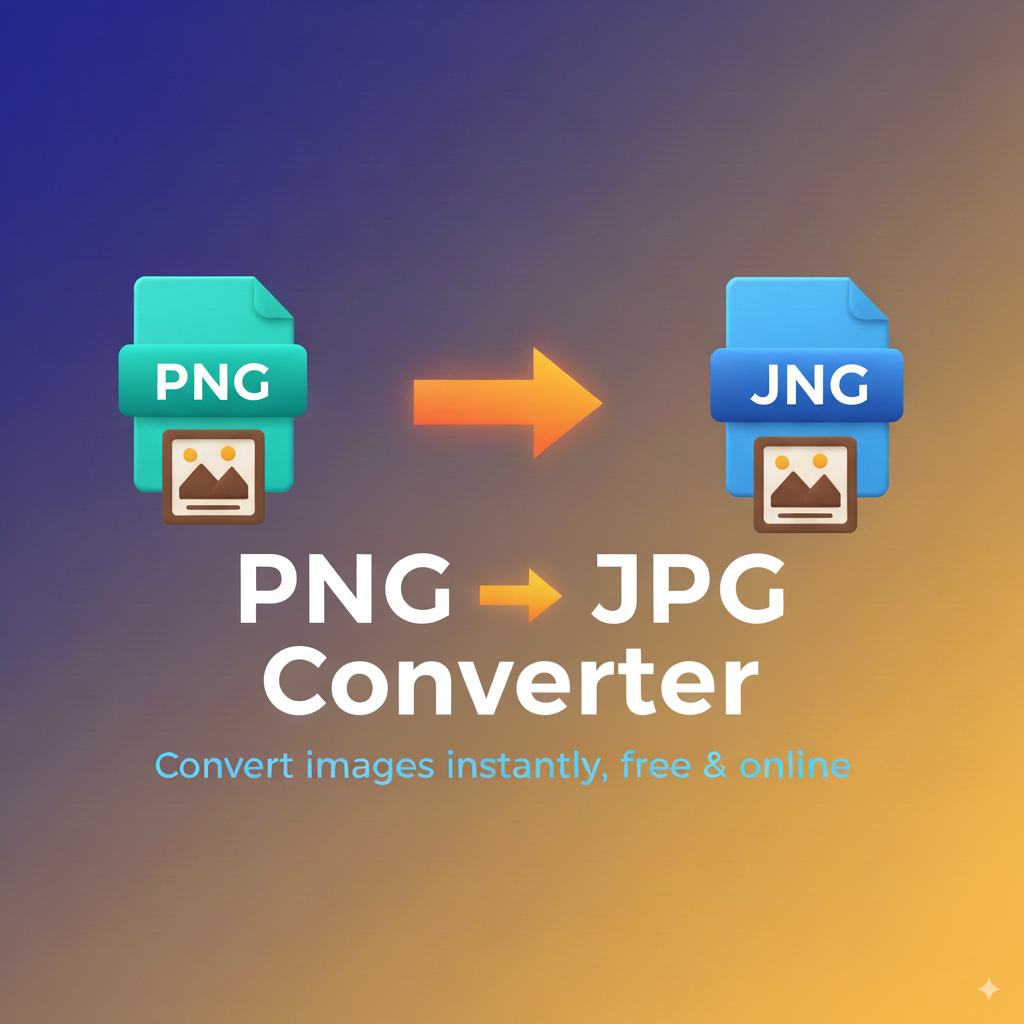 PNG
JNG
PNG → JPG
Converter
Convert images instantly, free & online